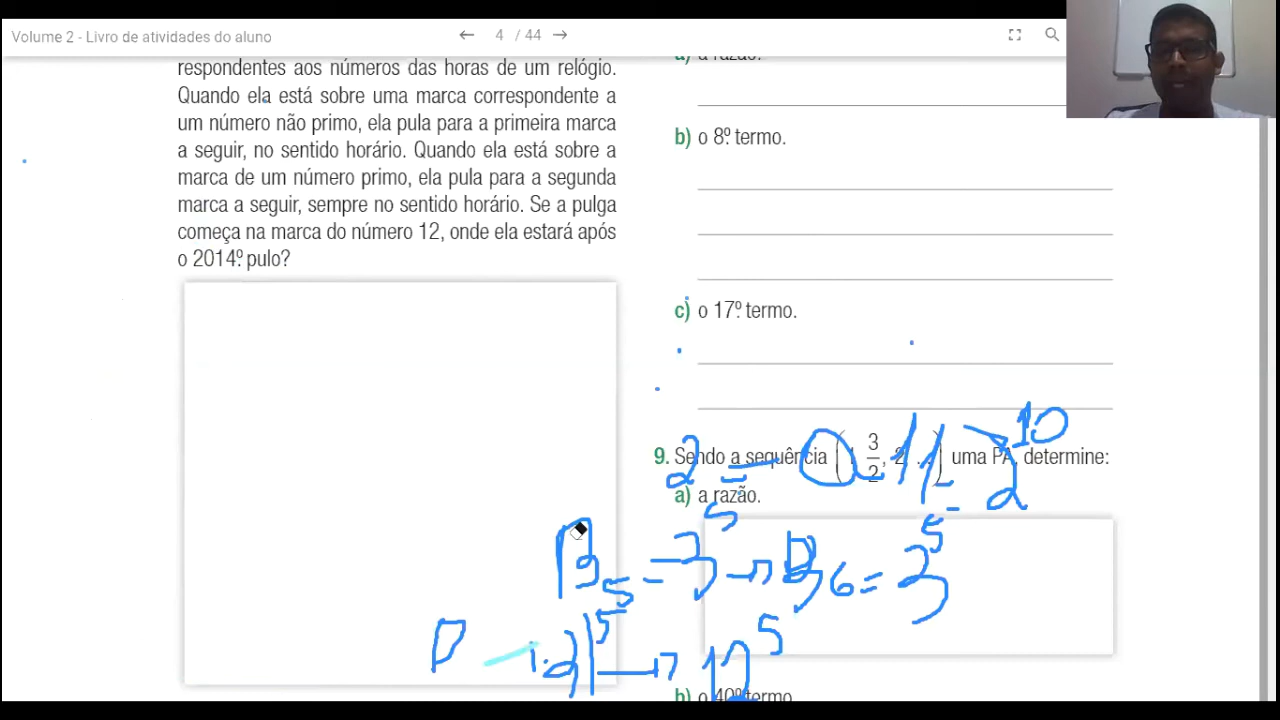 Volume 2 - Livro de atividades do aluno
4 / 44
respondentes aos números das horas de um relógio.
Quando ela está sobre uma marca correspondente a
um número não primo, ela pula para a primeira marca
a seguir, no sentido horário. Quando ela está sobre a
marca de um número primo, ela pula para a segunda
marca a seguir, sempre no sentido horário. Se a pulga
começa na marca do número 12, onde ela estará após
o 2014º pulo?
a) a razão.
b) o 8º termo.
c) o 17º termo.
9. Sendo a sequência (1, 3/2, 2, ...) uma PA, determine:
a) a razão.
b) o 40º termo.
10